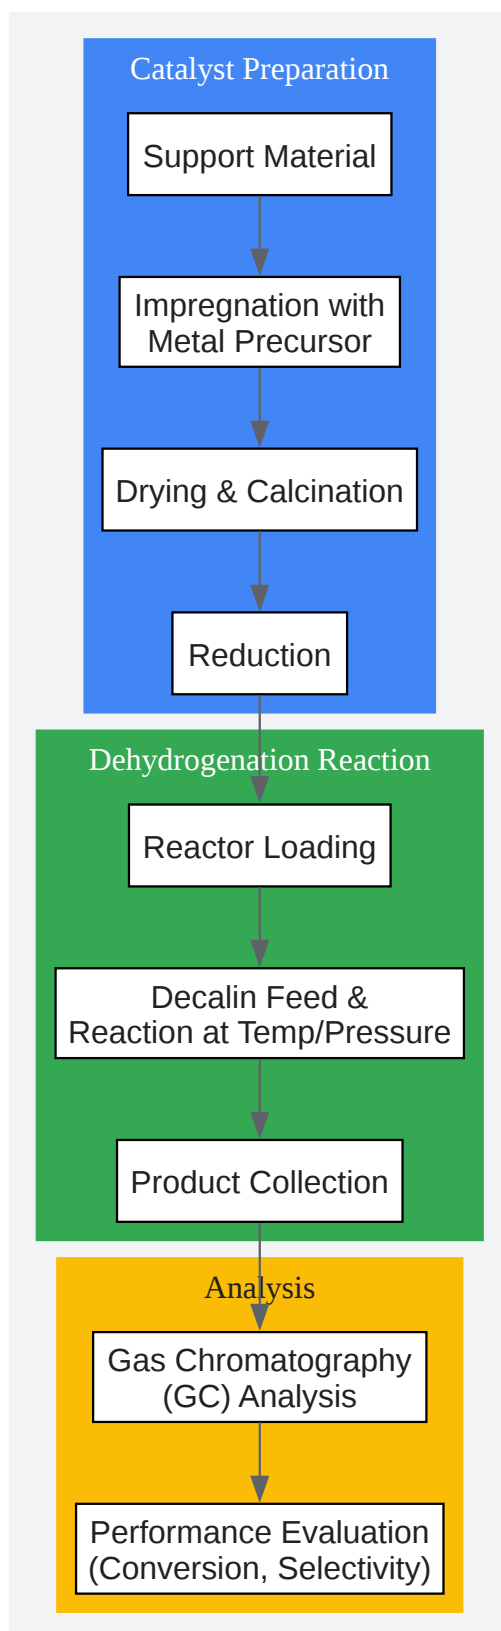 Catalyst Preparation
Support Material
Impregnation with
Metal Precursor
Drying & Calcination
Reduction
Dehydrogenation Reaction
Reactor Loading
Decalin Feed &
Reaction at Temp/Pressure
Product Collection
Analysis
Gas Chromatography
(GC) Analysis
Performance Evaluation
(Conversion, Selectivity)